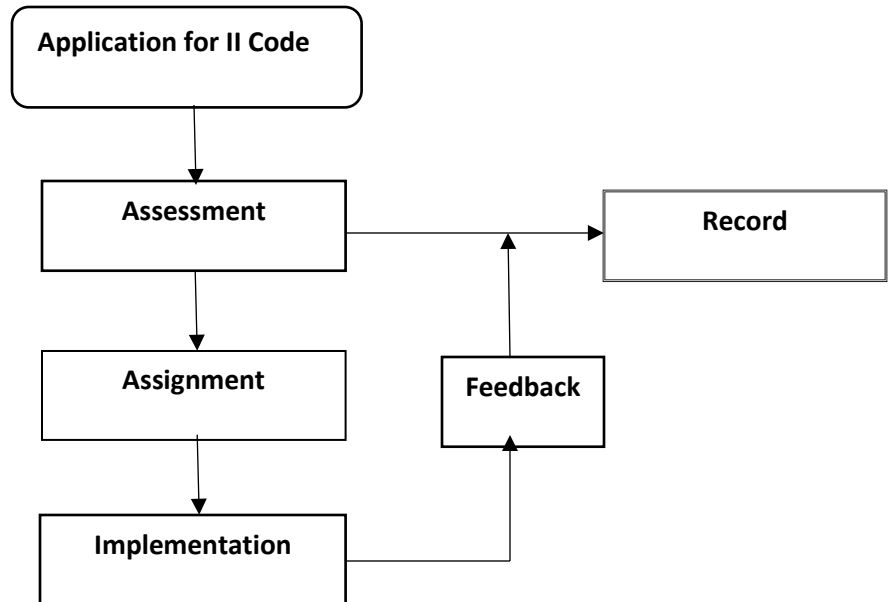 Application for II Code
Assessment
Record
Assignment
Feedback
Implementation